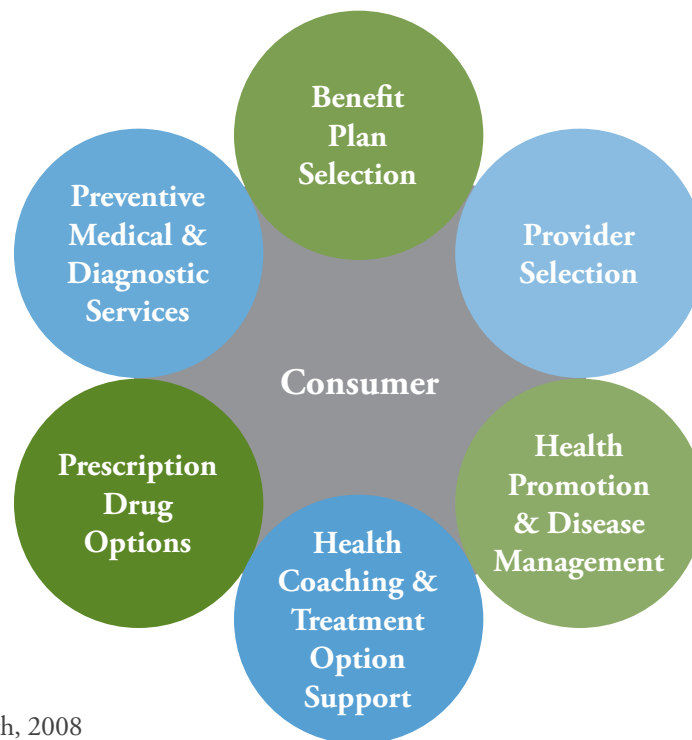 Benefit
Plan
Selection
Preventive
Medical &
Diagnostic
Services
Provider
Selection
Consumer
Prescription
Drug
Options
Health
Promotion
& Disease
Management
Health
Coaching &
Treatment
Option
Support
h, 2008